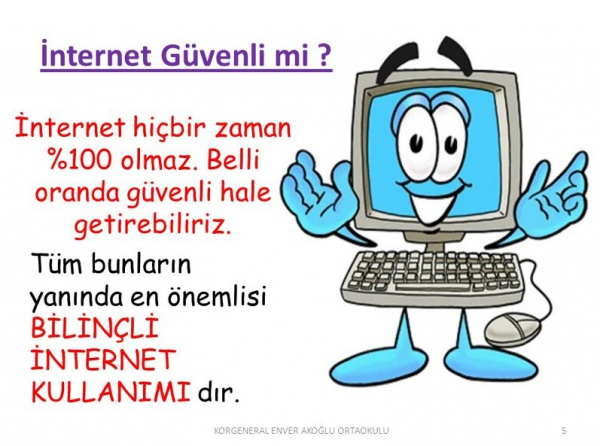 İnternet Güvenli mi ?
İnternet hiçbir zaman
%100 olmaz. Belli
oranda güvenli hale
getirebiliriz.
Tüm bunların
yanında en önemlisi
BİLİNÇLİ
İNTERNET
KULLANIMI dır.
KORGENERAL ENVER AKOĞLU ORTAOKULU
5